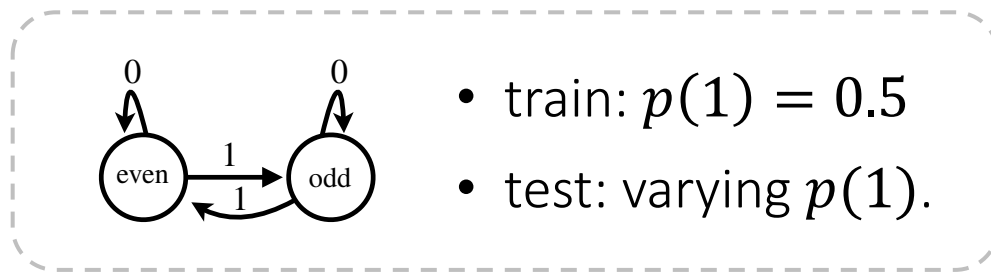 0
0
1
even
odd
1
• train: p(1) = 0.5
• test: varying p(1).